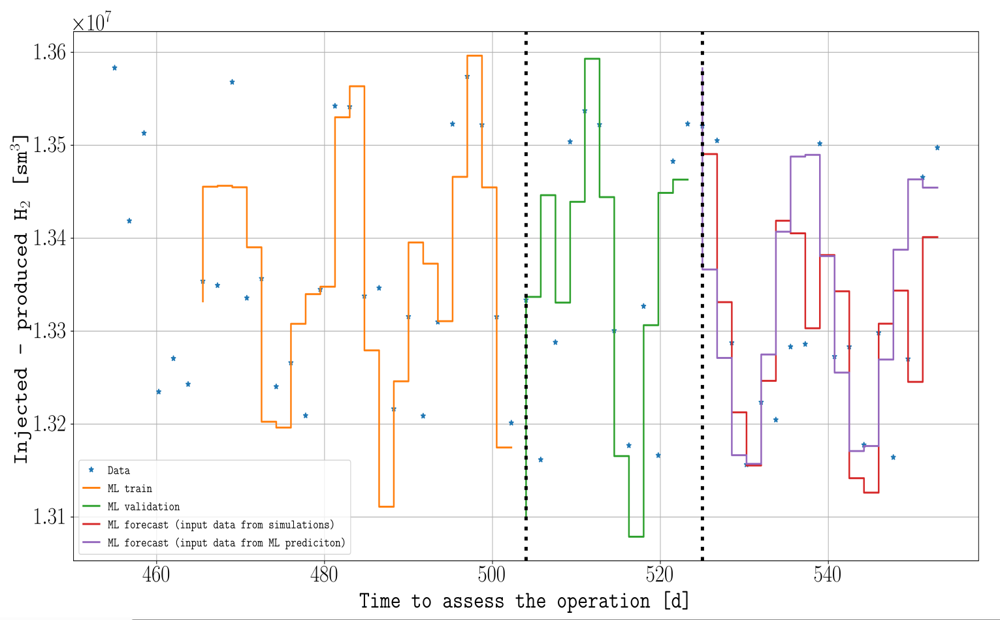 ×10⁷
1.36
1.35
1.34
1.33
1.32
1.31
Injected - produced H₂ [sm³]
Data
ML train
ML validation
ML forecast (input data from simulations)
ML forecast (input data from ML prediciton)
460 480 500 520 540
Time to assess the operation [d]